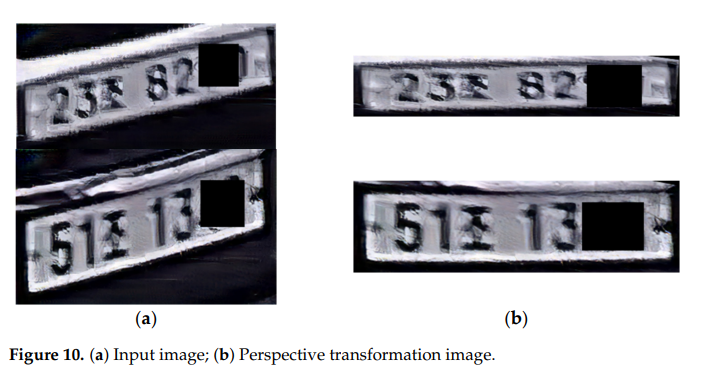 23 82
23 82
51 13
51 13
(a)
(b)
Figure 10. (a) Input image; (b) Perspective transformation image.